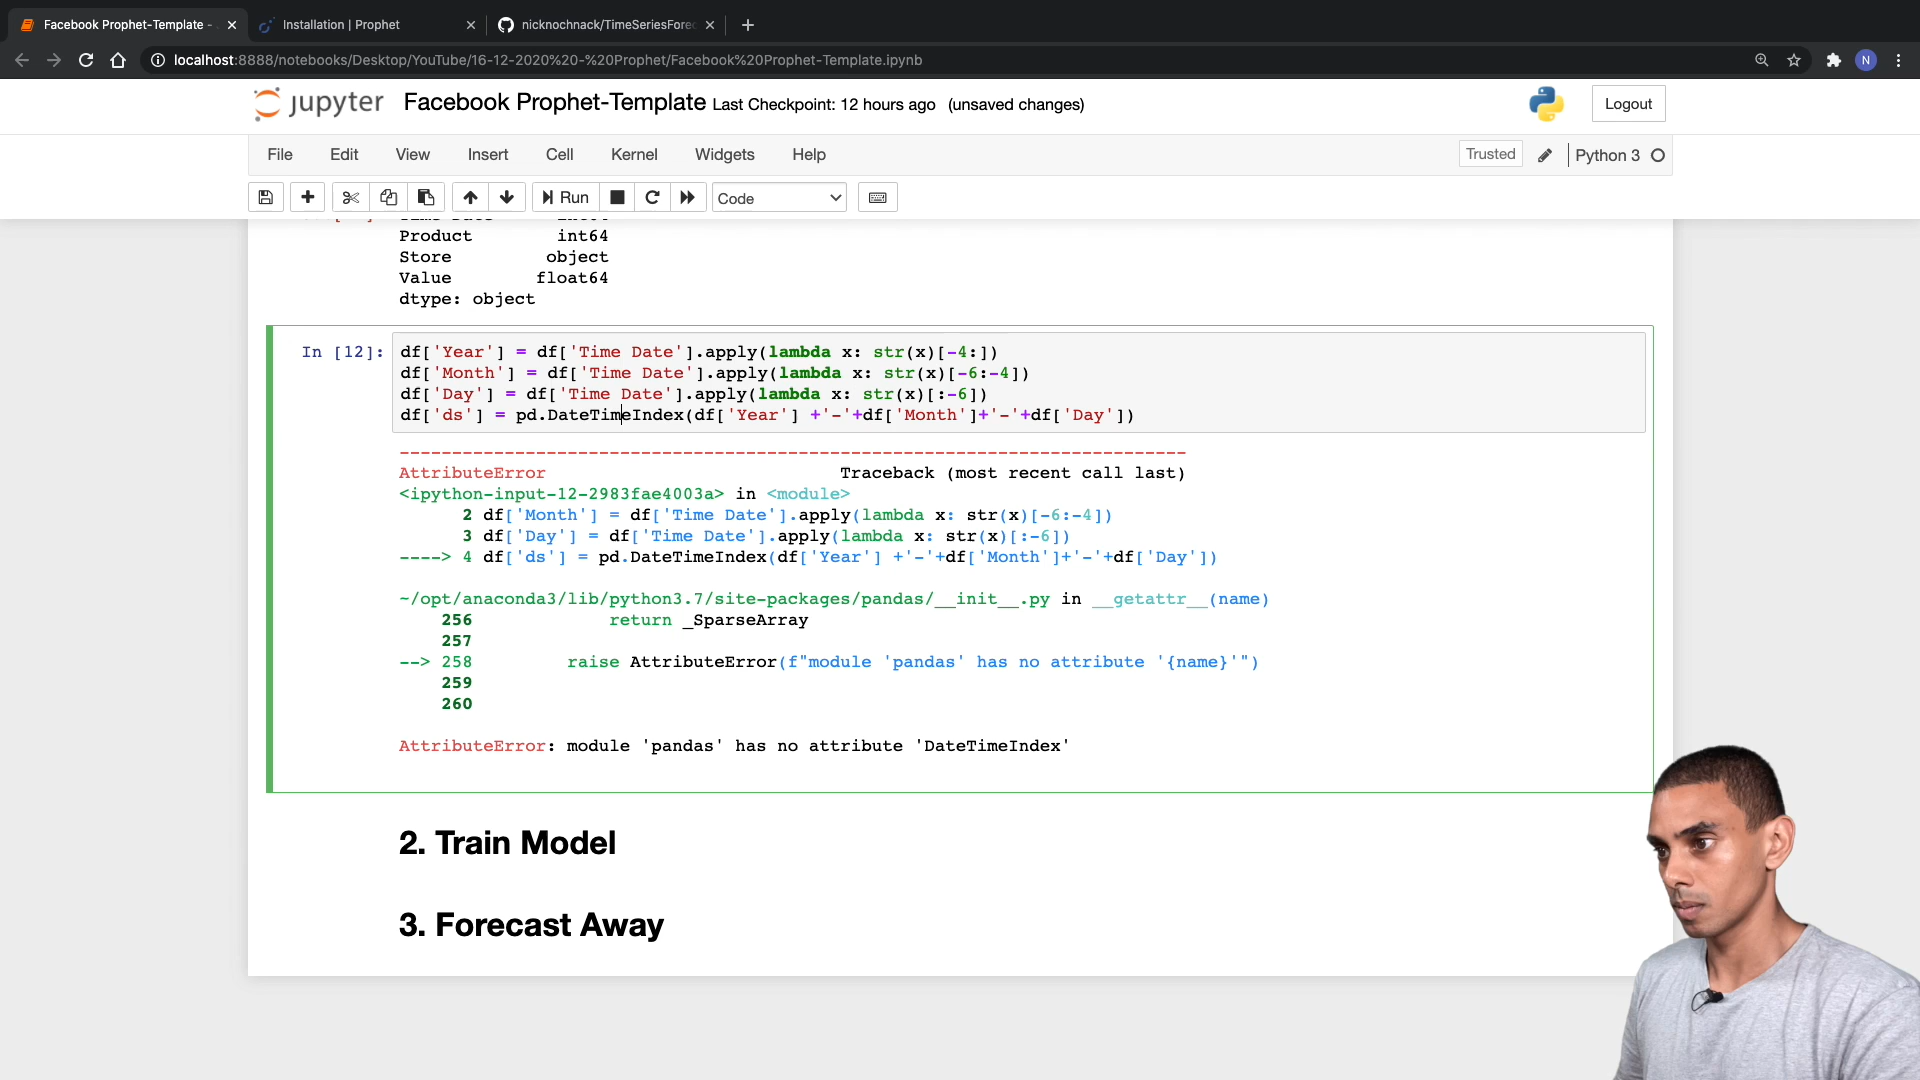 Facebook Prophet-Template -
Installation | Prophet
nicknochnack/TimeSeriesForec
localhost:8888/notebooks/Desktop/YouTube/16-12-2020%20-%20Prophet/Facebook%20Prophet-Template.ipynb
N
jupyter Facebook Prophet-Template Last Checkpoint: 12 hours ago (unsaved changes)
Logout
File Edit View Insert Cell Kernel Widgets Help
Trusted Python 3
Run Code
Product int64
Store object
Value float64
dtype: object
In [12]: df['Year'] = df['Time Date'].apply(lambda x: str(x)[-4:])
df['Month'] = df['Time Date'].apply(lambda x: str(x)[-6:-4])
df['Day'] = df['Time Date'].apply(lambda x: str(x)[:-6])
df['ds'] = pd.DateTimeIndex(df['Year'] +'-'+df['Month']+'-'+df['Day'])
---------------------------------------------------------------------------
AttributeError Traceback (most recent call last)
<ipython-input-12-2983fae4003a> in <module>
2 df['Month'] = df['Time Date'].apply(lambda x: str(x)[-6:-4])
3 df['Day'] = df['Time Date'].apply(lambda x: str(x)[:-6])
----> 4 df['ds'] = pd.DateTimeIndex(df['Year'] +'-'+df['Month']+'-'+df['Day'])
~/opt/anaconda3/lib/python3.7/site-packages/pandas/__init__.py in __getattr__(name)
256 return _SparseArray
257
--> 258 raise AttributeError(f"module 'pandas' has no attribute '{name}'")
259
260
AttributeError: module 'pandas' has no attribute 'DateTimeIndex'
2. Train Model
3. Forecast Away